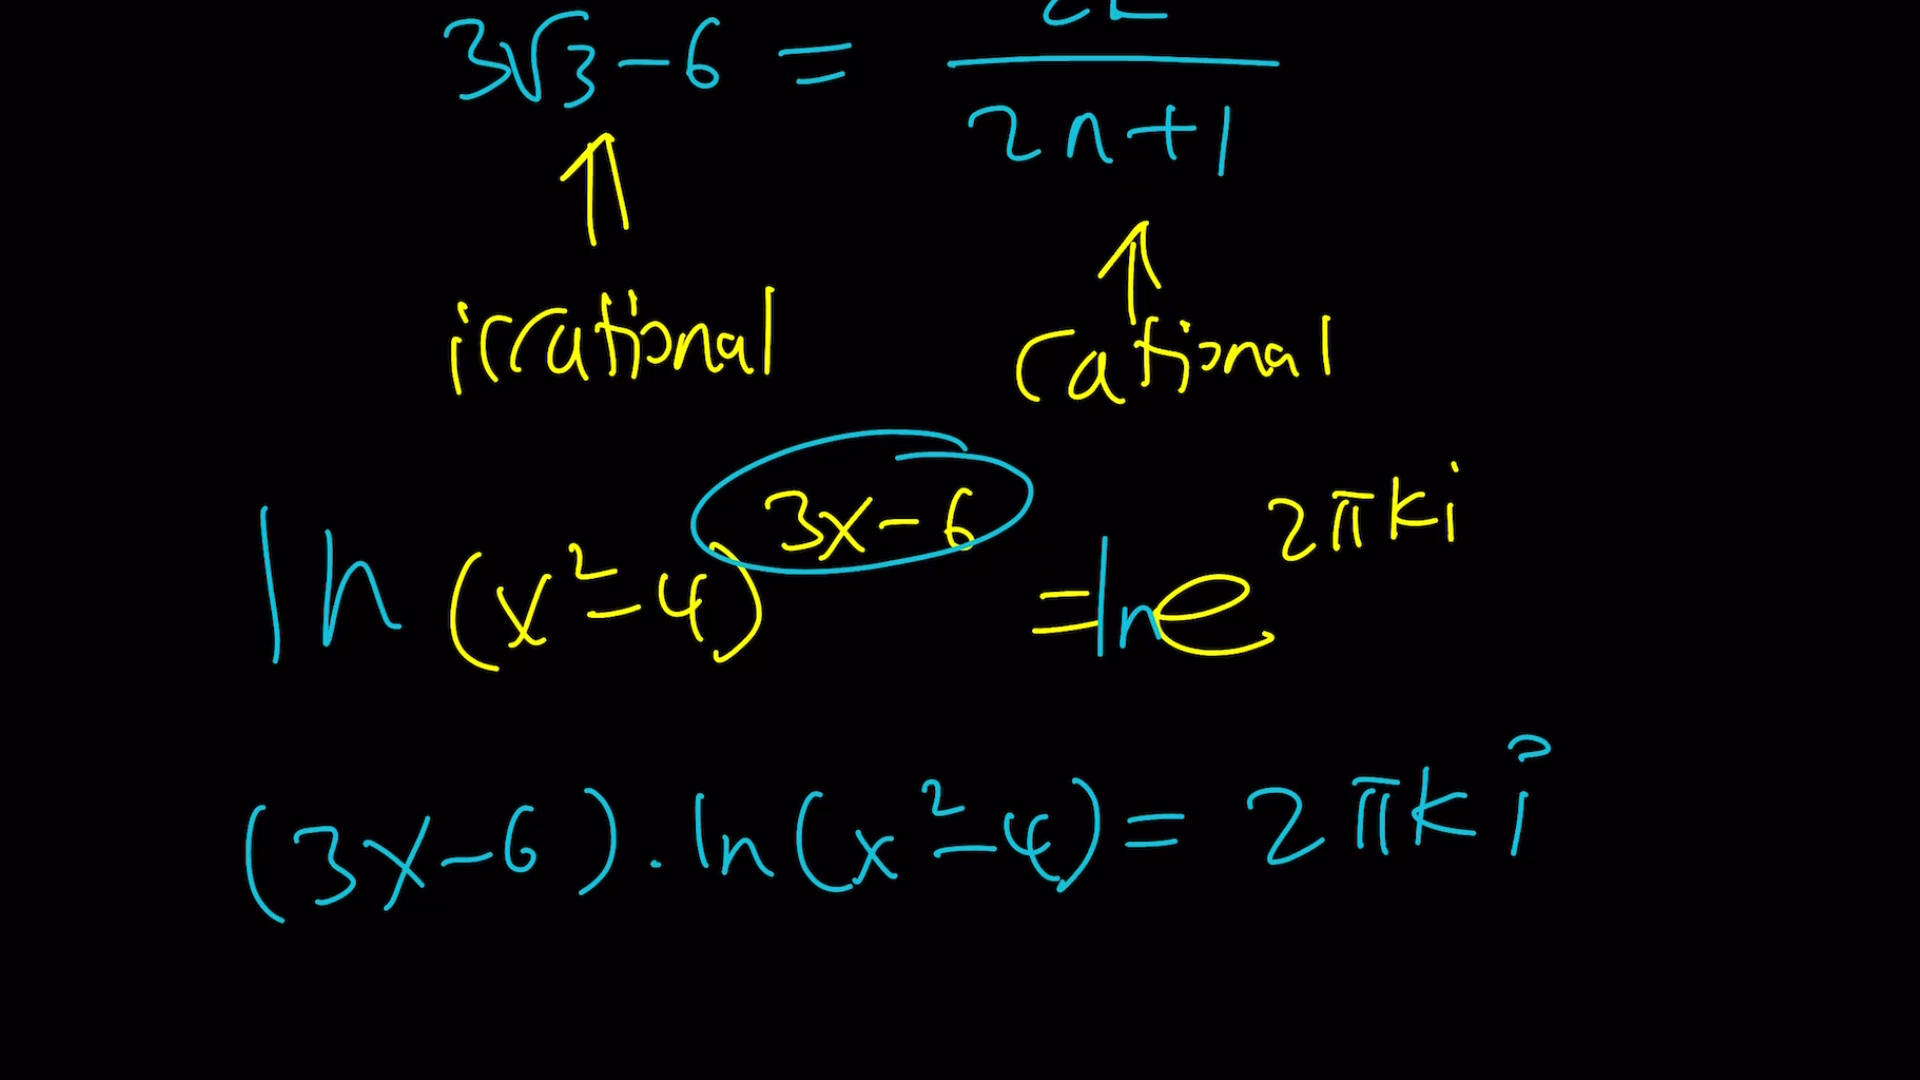 3√3 - 6 = 2k / 2n+1
irrational rational
ln (x²-4)^(3x-6) = ln e^(2πki)
(3x-6) · ln (x²-4) = 2πki